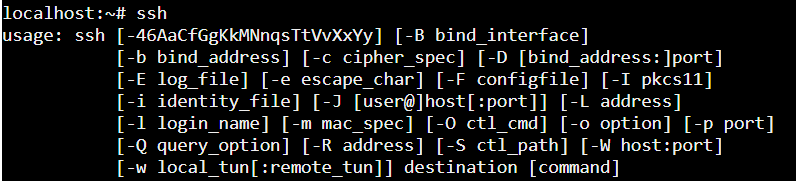 localhost:~# ssh
usage: ssh [-46AaCfGgKkMNnqsTtVvXxYy] [-B bind_interface]
           [-b bind_address] [-c cipher_spec] [-D [bind_address:]port]
           [-E log_file] [-e escape_char] [-F configfile] [-I pkcs11]
           [-i identity_file] [-J [user@]host[:port]] [-L address]
           [-l login_name] [-m mac_spec] [-O ctl_cmd] [-o option] [-p port]
           [-Q query_option] [-R address] [-S ctl_path] [-W host:port]
           [-w local_tun[:remote_tun]] destination [command]